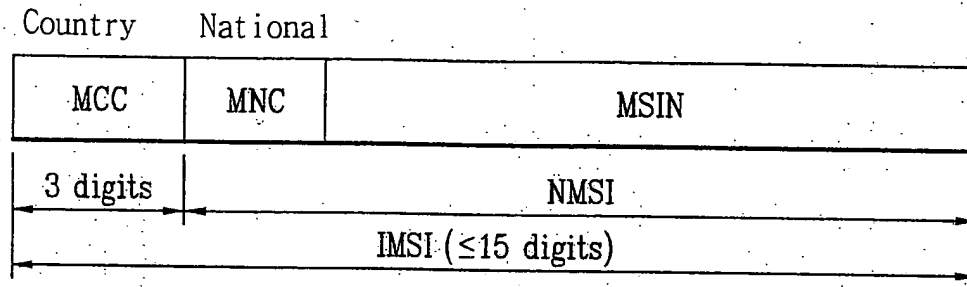 Country National
MCC MNC MSIN
3 digits NMSI
IMSI (≤15 digits)